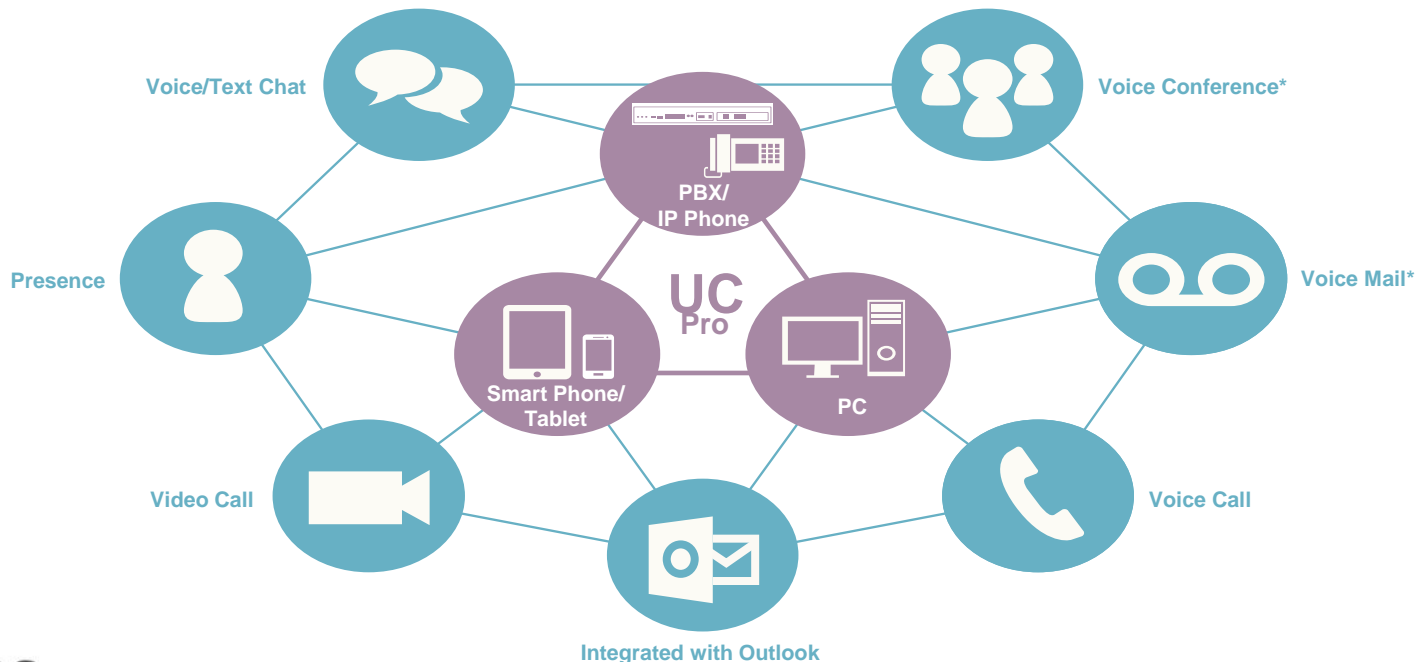 Voice/Text Chat
Voice Conference*
PBX/
IP Phone
Presence
UC
Pro
Voice Mail*
Smart Phone/
Tablet
PC
Video Call
Voice Call
Integrated with Outlook